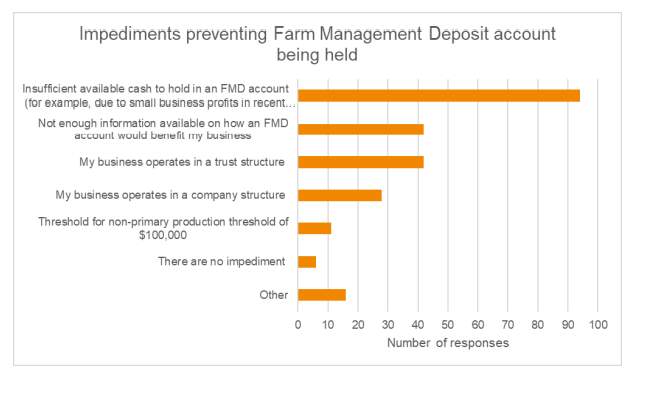 Impediments preventing Farm Management Deposit account
being held
Insufficient available cash to hold in an FMD account
(for example, due to small business profits in recent...
Not enough information available on how an FMD
account would benefit my business
My business operates in a trust structure
My business operates in a company structure
Threshold for non-primary production threshold of
$100,000
There are no impediment
Other
0 10 20 30 40 50 60 70 80 90 100
Number of responses